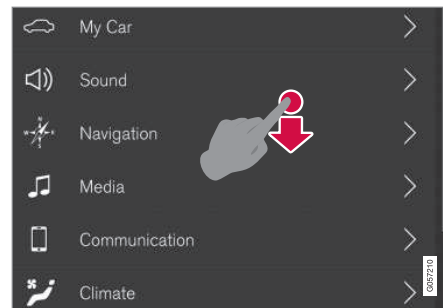 My Car
Sound
Navigation
Media
Communication
Climate
G057210